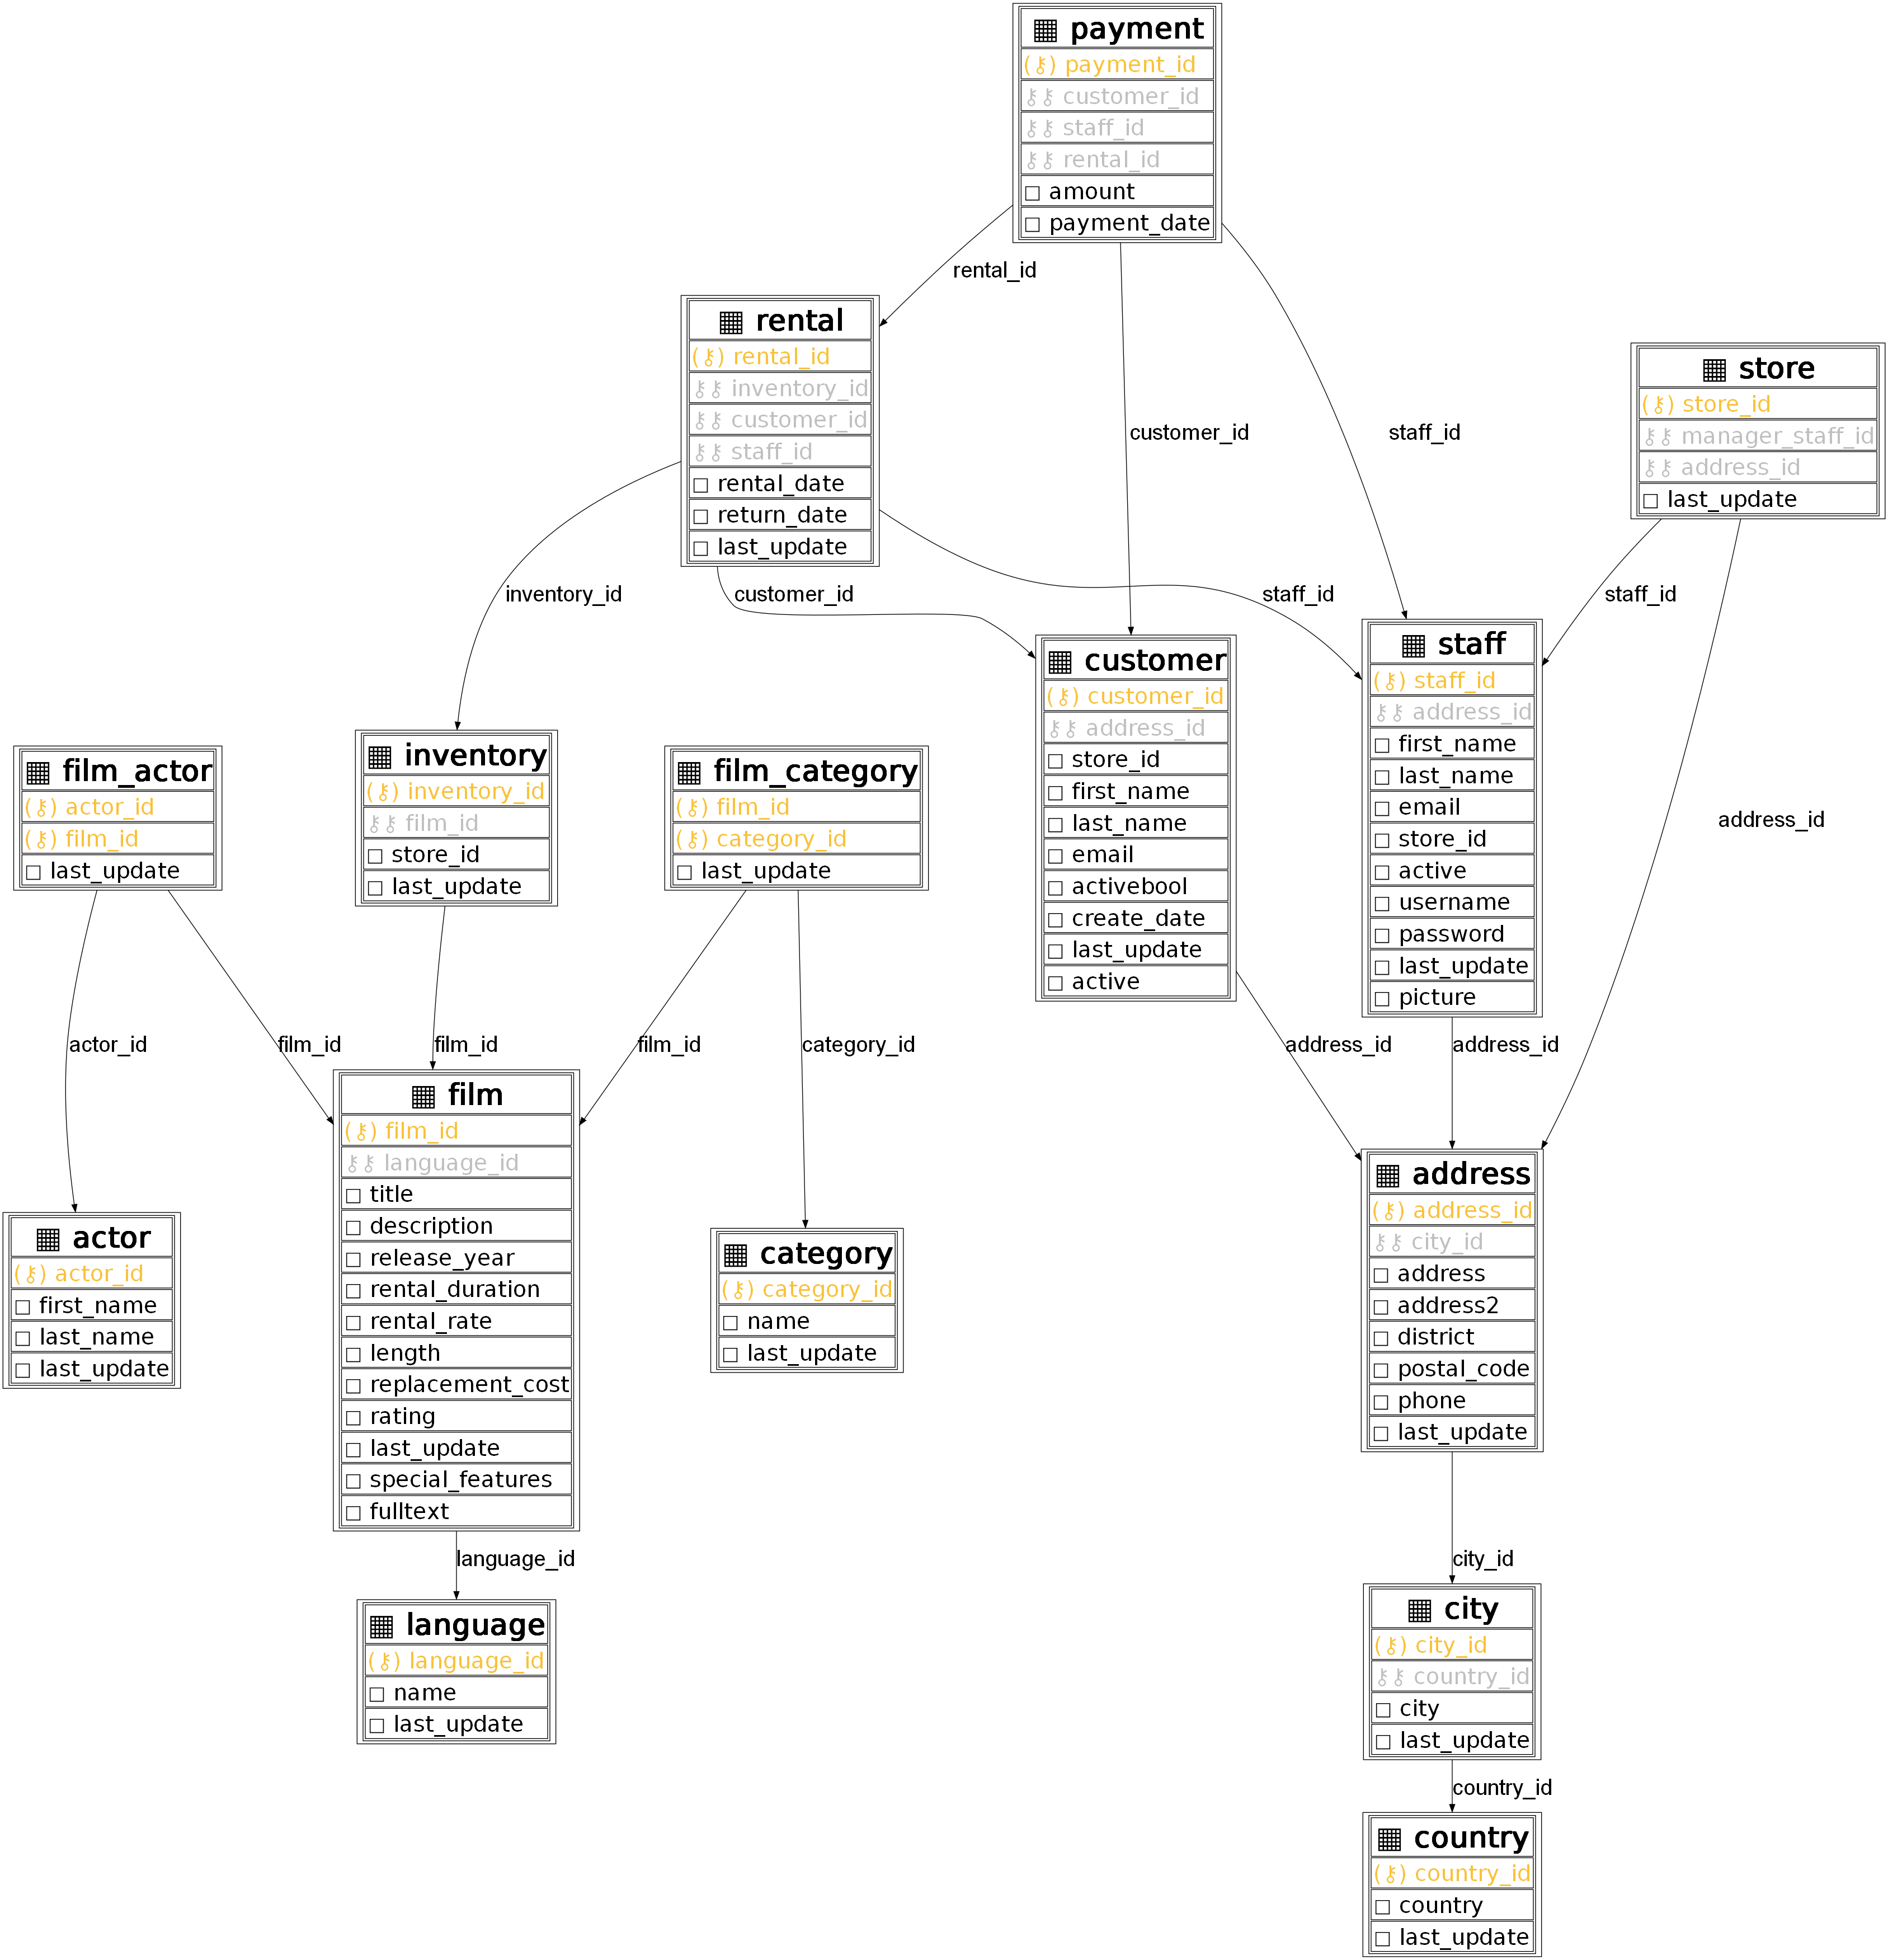 payment
payment_id
customer_id
staff_id
rental_id
amount
payment_date
rental_id
rental
rental_id
inventory_id
customer_id
staff_id
rental_date
return_date
last_update
store
store_id
manager_staff_id
address_id
last_update
customer_id
staff_id
inventory_id
customer_id
staff_id
staff_id
customer
customer_id
address_id
store_id
first_name
last_name
email
activebool
create_date
last_update
active
staff
staff_id
address_id
first_name
last_name
email
store_id
active
username
password
last_update
picture
film_actor
actor_id
film_id
last_update
inventory
inventory_id
film_id
store_id
last_update
film_category
film_id
category_id
last_update
address_id
actor_id
film_id
film_id
film_id
category_id
address_id
address_id
film
film_id
language_id
title
description
release_year
rental_duration
rental_rate
length
replacement_cost
rating
last_update
special_features
fulltext
actor
actor_id
first_name
last_name
last_update
category
category_id
name
last_update
address
address_id
city_id
address
address2
district
postal_code
phone
last_update
language_id
city_id
language
language_id
name
last_update
city
city_id
country_id
city
last_update
country_id
country
country_id
country
last_update